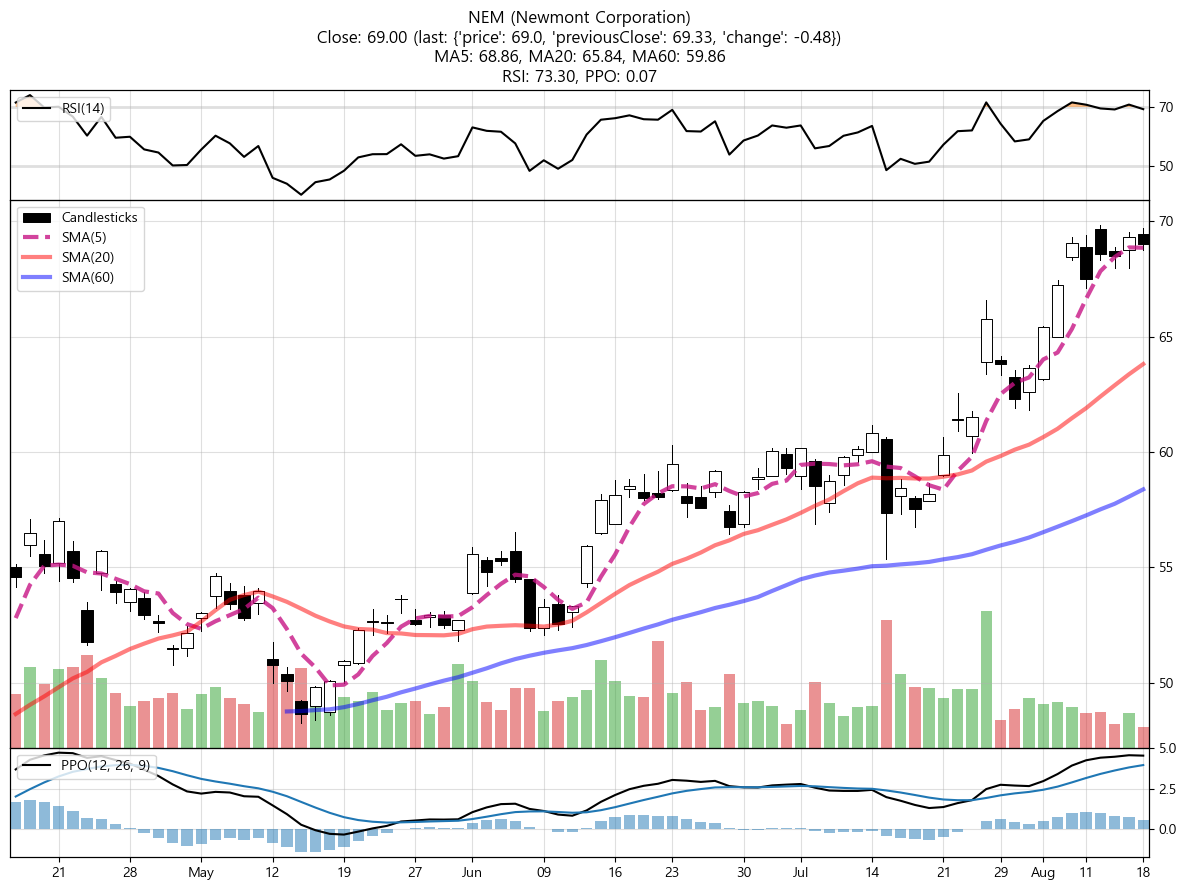 NEM (Newmont Corporation)
Close: 69.00 (last: {'price': 69.0, 'previousClose': 69.33, 'change': -0.48})
MA5: 68.86, MA20: 65.84, MA60: 59.86
RSI: 73.30, PPO: 0.07
RSI(14)
70
50
Candlesticks
SMA(5)
SMA(20)
SMA(60)
70
65
60
55
50
PPO(12, 26, 9)
5.0
2.5
0.0
21 28 May 12 19 27 Jun 09 16 23 30 Jul 14 21 29 Aug 11 18